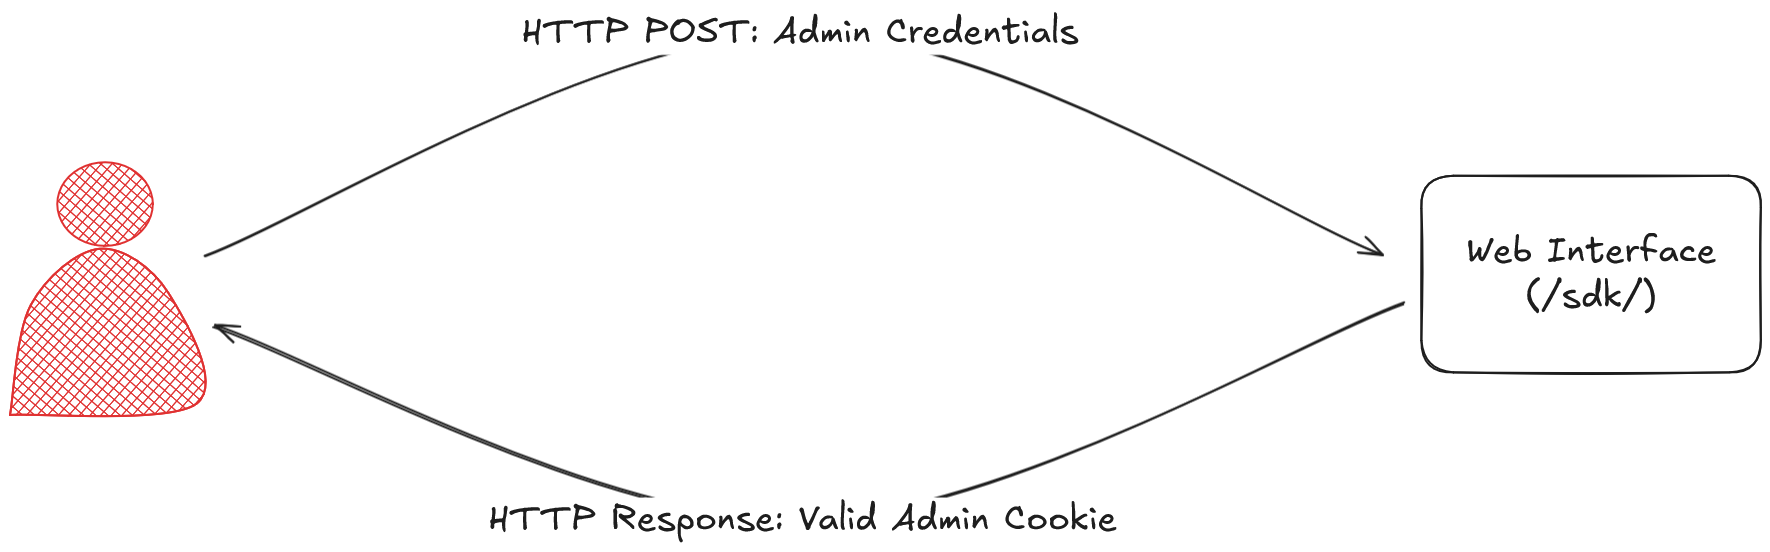 HTTP POST: Admin Credentials
Web Interface
(/sdk/)
HTTP Response: Valid Admin Cookie